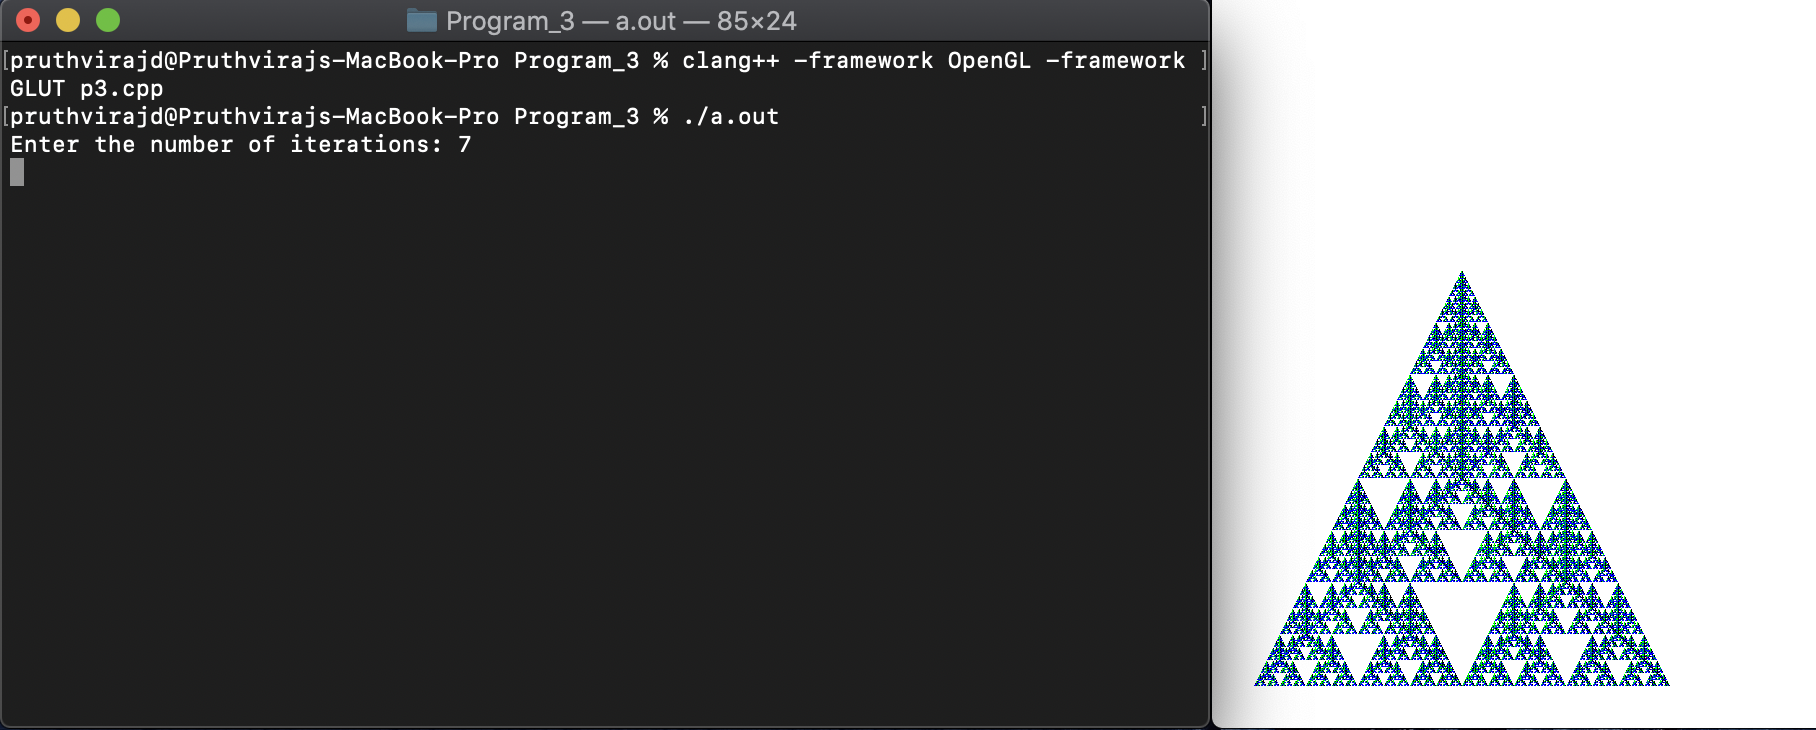 Program_3 — a.out — 85×24
[pruthvirajd@Pruthvirajs-MacBook-Pro Program_3 % clang++ -framework OpenGL -framework ]
GLUT p3.cpp
[pruthvirajd@Pruthvirajs-MacBook-Pro Program_3 % ./a.out ]
Enter the number of iterations: 7